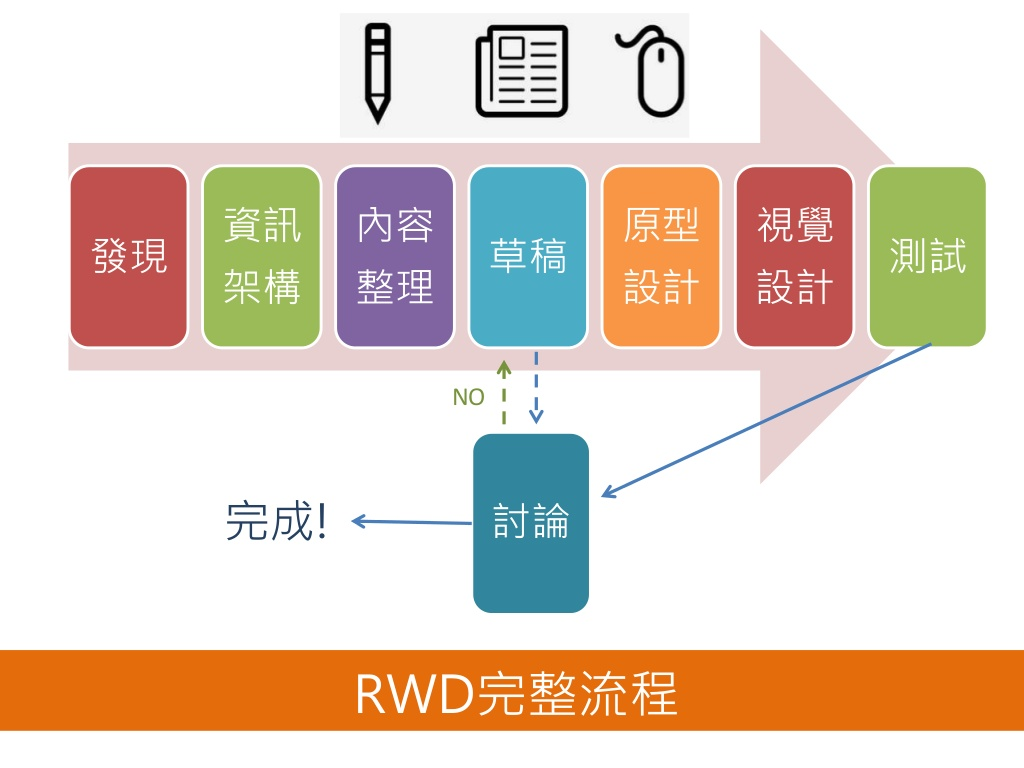 發現
資訊
架構
內容
整理
草稿
原型
設計
視覺
設計
測試
NO
討論
完成!
RWD完整流程